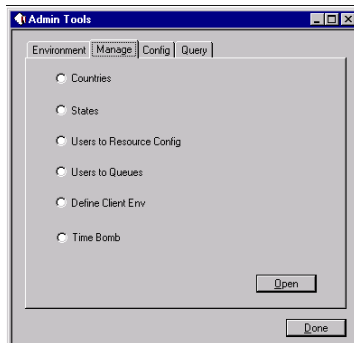 Admin Tools
Environment Manage Config Query
Countries
States
Users to Resource Config
Users to Queues
Define Client Env
Time Bomb
Open
Done